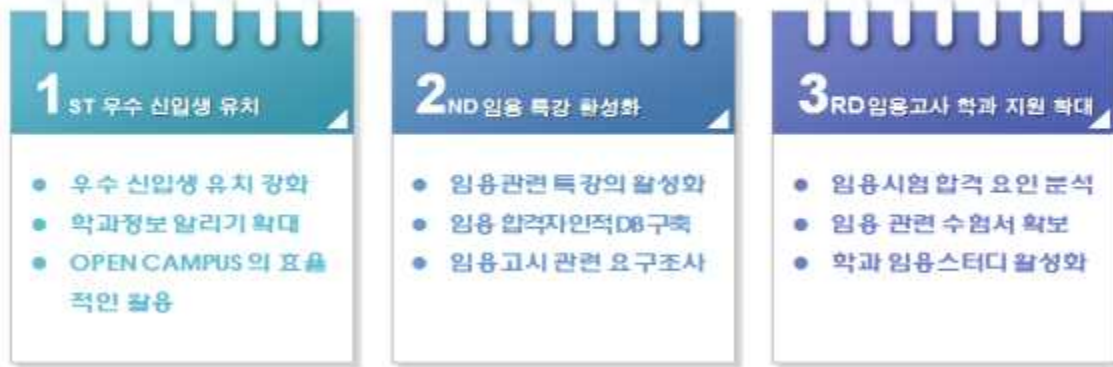 1ST 우수 신입생 유치
우수 신입생 유치 강화
학과정보 알리기 확대
OPEN CAMPUS의 효율
적인 활용
2ND 임용 특강 활성화
임용관련 특강의 활성화
임용 합격자 인적 DB 구축
임용고시 관련 요구조사
3RD 임용고사 학과 지원 확대
임용시험 합격 요인 분석
임용 관련 수험서 확보
학과 임용스터디 활성화